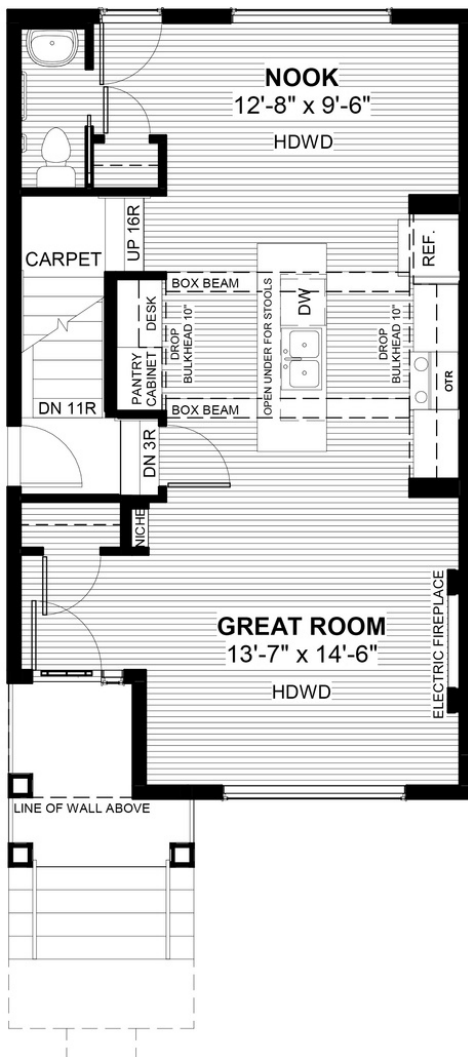 NOOK
12'-8" x 9'-6"
HDWD
UP 16R
REF.
CARPET
BOX BEAM
DESK
PANTRY
CABINET
DROP
BULKHEAD 10"
OPEN UNDER FOR STOOLS
DW
DROP
BULKHEAD 10"
OTR
DN 11R
BOX BEAM
DN 3R
NICHE
GREAT ROOM
13'-7" x 14'-6"
HDWD
ELECTRIC FIREPLACE
LINE OF WALL ABOVE